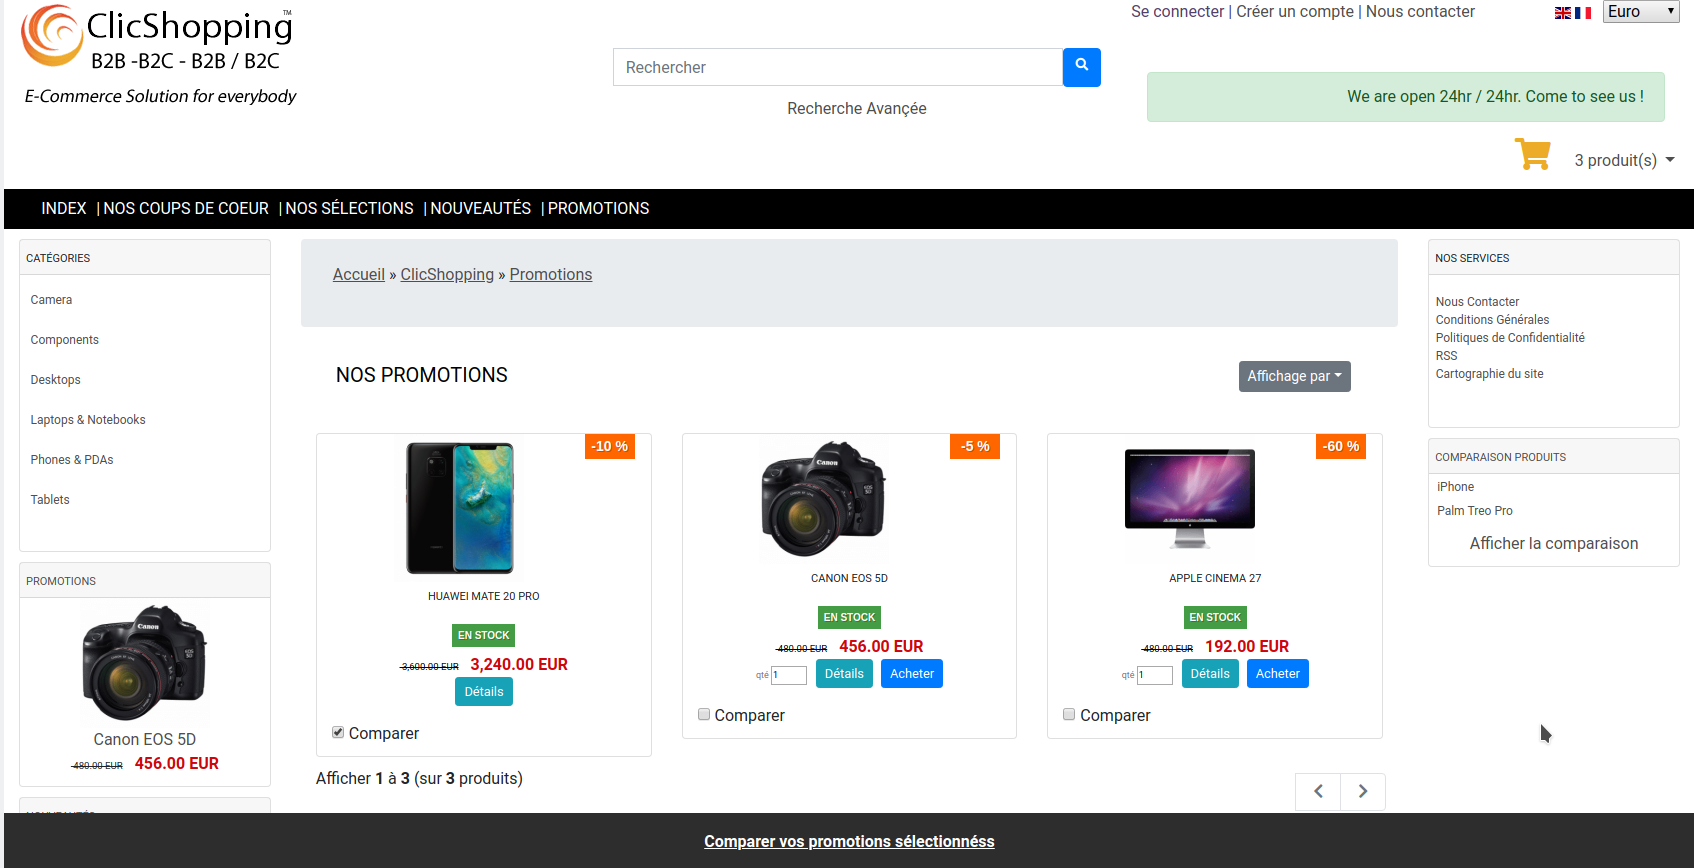 ClicShopping™
B2B -B2C - B2B / B2C
E-Commerce Solution for everybody
Se connecter | Créer un compte | Nous contacter
Euro
Rechercher
Recherche Avançée
We are open 24hr / 24hr. Come to see us !
3 produit(s)
INDEX | NOS COUPS DE COEUR | NOS SÉLECTIONS | NOUVEAUTÉS | PROMOTIONS
CATÉGORIES
Camera
Components
Desktops
Laptops & Notebooks
Phones & PDAs
Tablets
PROMOTIONS
Canon EOS 5D
480.00 EUR 456.00 EUR
Accueil » ClicShopping » Promotions
NOS PROMOTIONS
Affichage par
-10 %
HUAWEI MATE 20 PRO
EN STOCK
3,600.00 EUR 3,240.00 EUR
Détails
Comparer
-5 %
Canon
CANON EOS 5D
EN STOCK
480.00 EUR 456.00 EUR
qté 1 Détails Acheter
Comparer
-60 %
APPLE CINEMA 27
EN STOCK
480.00 EUR 192.00 EUR
qté 1 Détails Acheter
Comparer
Afficher 1 à 3 (sur 3 produits)
NOS SERVICES
Nous Contacter
Conditions Générales
Politiques de Confidentialité
RSS
Cartographie du site
COMPARAISON PRODUITS
iPhone
Palm Treo Pro
Afficher la comparaison
Comparer vos promotions sélectionnéss